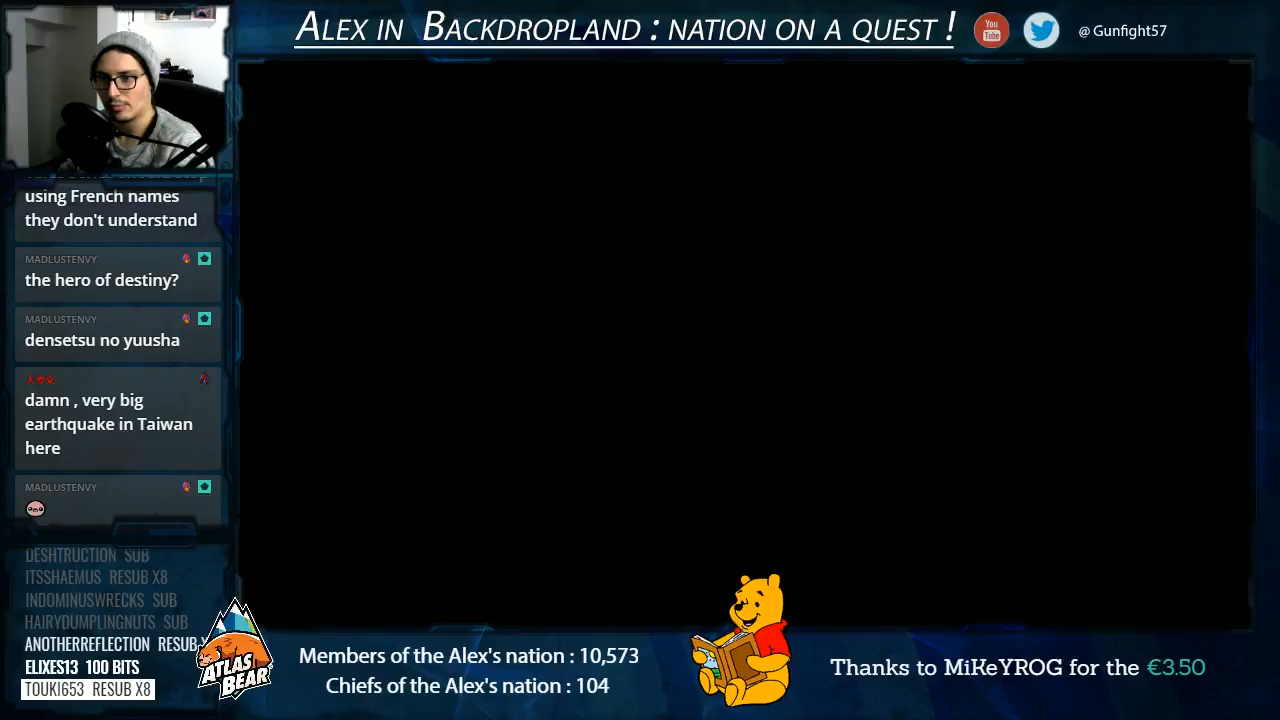 ALEX IN BACKDROPLAND : NATION ON A QUEST !
You
Tube
@ Gunfight57
using French names
they don't understand
MADLUSTENVY
the hero of destiny?
MADLUSTENVY
densetsu no yuusha
damn , very big
earthquake in Taiwan
here
MADLUSTENVY
DESHTRUCTION SUB
ITSSHAEMUS RESUB X8
INDOMINUSWRECKS SUB
HAIRYDUMPLINGNUTS SUB
ANOTHERREFLECTION RESUB
ELIXES13 100 BITS
TOUKI653 RESUB X8
ATLAS
BEAR
Members of the Alex's nation : 10,573
Chiefs of the Alex's nation : 104
Thanks to MiKeYROG for the €3.50